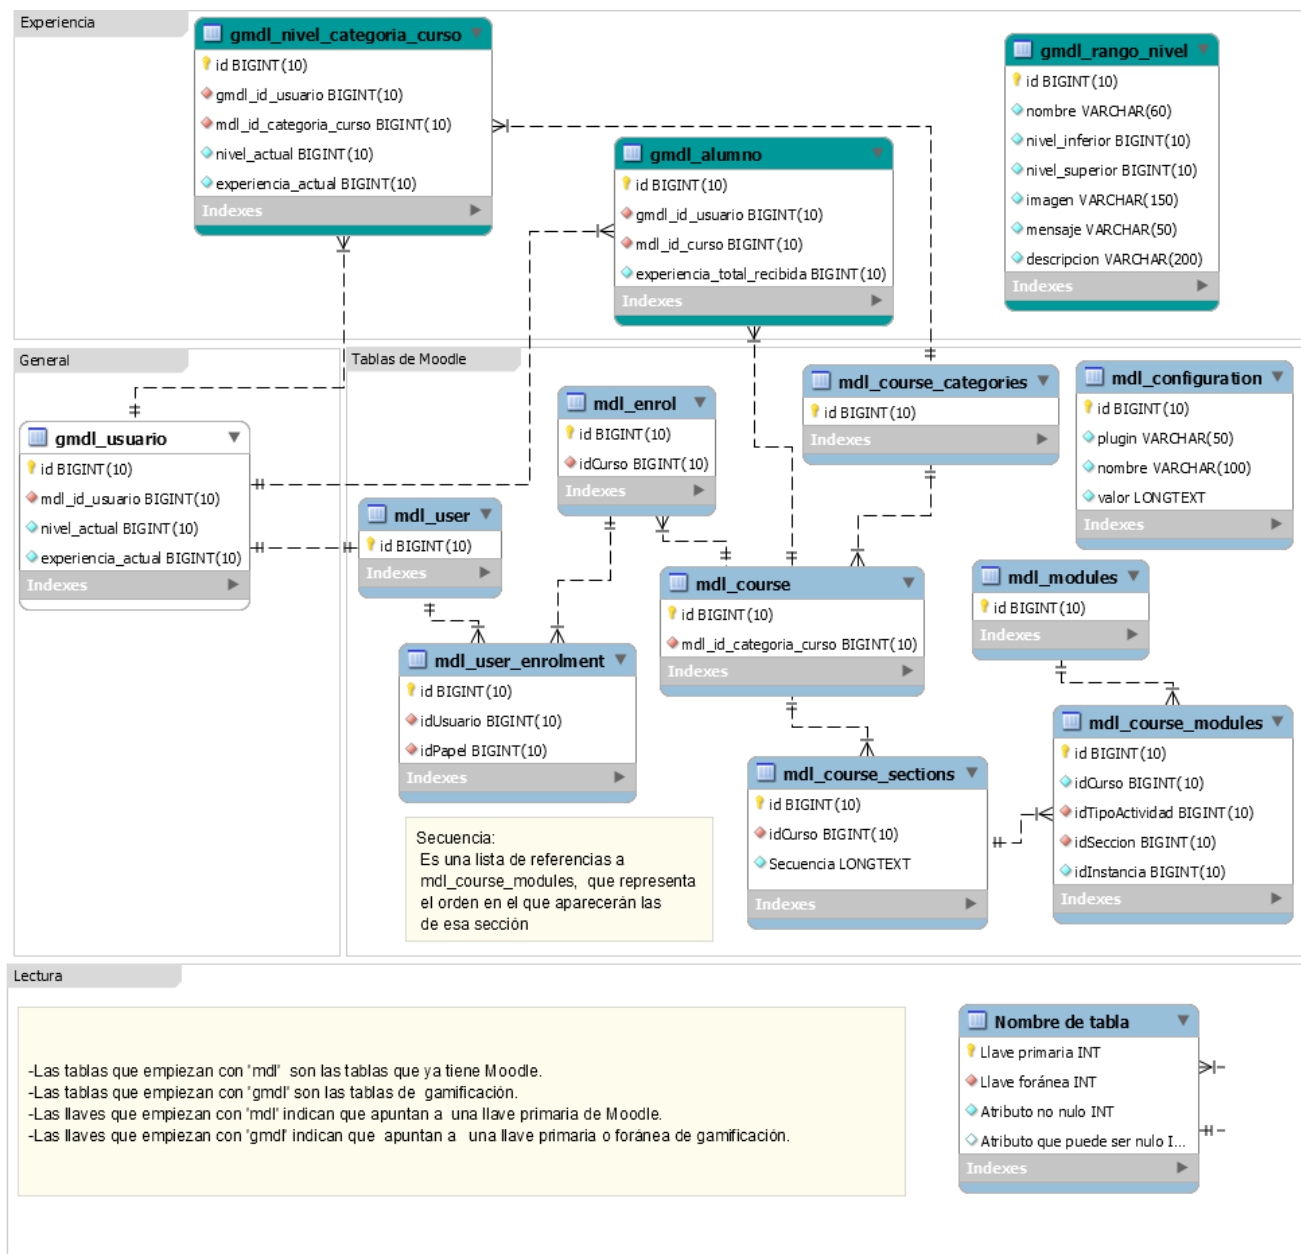 Experiencia
gmdl_nivel_categoria_curso
id BIGINT(10)
gmdl_id_usuario BIGINT(10)
mdl_id_categoria_curso BIGINT(10)
nivel_actual BIGINT(10)
experiencia_actual BIGINT(10)
Indexes
gmdl_alumno
id BIGINT(10)
gmdl_id_usuario BIGINT(10)
mdl_id_curso BIGINT(10)
experiencia_total_recibida BIGINT(10)
Indexes
gmdl_rango_nivel
id BIGINT(10)
nombre VARCHAR(60)
nivel_inferior BIGINT(10)
nivel_superior BIGINT(10)
imagen VARCHAR(150)
mensaje VARCHAR(50)
descripcion VARCHAR(200)
Indexes
General
gmdl_usuario
id BIGINT(10)
mdl_id_usuario BIGINT(10)
nivel_actual BIGINT(10)
experiencia_actual BIGINT(10)
Indexes
Tablas de Moodle
mdl_enrol
id BIGINT(10)
idCurso BIGINT(10)
Indexes
mdl_course_categories
id BIGINT(10)
Indexes
mdl_configuration
id BIGINT(10)
plugin VARCHAR(50)
nombre VARCHAR(100)
valor LONGTEXT
Indexes
mdl_user
id BIGINT(10)
Indexes
mdl_course
id BIGINT(10)
mdl_id_categoria_curso BIGINT(10)
Indexes
mdl_modules
id BIGINT(10)
Indexes
mdl_user_enrolment
id BIGINT(10)
idUsuario BIGINT(10)
idPapel BIGINT(10)
Indexes
mdl_course_sections
id BIGINT(10)
idCurso BIGINT(10)
Secuencia LONGTEXT
Indexes
mdl_course_modules
id BIGINT(10)
idCurso BIGINT(10)
idTipoActividad BIGINT(10)
idSeccion BIGINT(10)
idInstancia BIGINT(10)
Indexes
Secuencia:
Es una lista de referencias a
mdl_course_modules, que representa
el orden en el que aparecerán las
de esa sección
Lectura
-Las tablas que empiezan con 'mdl' son las tablas que ya tiene Moodle.
-Las tablas que empiezan con 'gmdl' son las tablas de gamificación.
-Las llaves que empiezan con 'mdl' indican que apuntan a una llave primaria de Moodle.
-Las llaves que empiezan con 'gmdl' indican que apuntan a una llave primaria o foránea de gamificación.
Nombre de tabla
Llave primaria INT
Llave foránea INT
Atributo no nulo INT
Atributo que puede ser nulo I...
Indexes